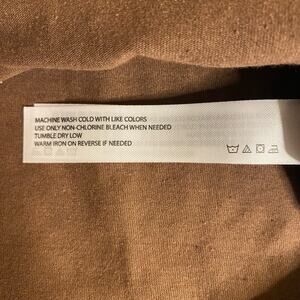 MACHINE WASH COLD WITH LIKE COLORS
USE ONLY NON-CHLORINE BLEACH WHEN NEEDED
TUMBLE DRY LOW
WARM IRON ON REVERSE IF NEEDED